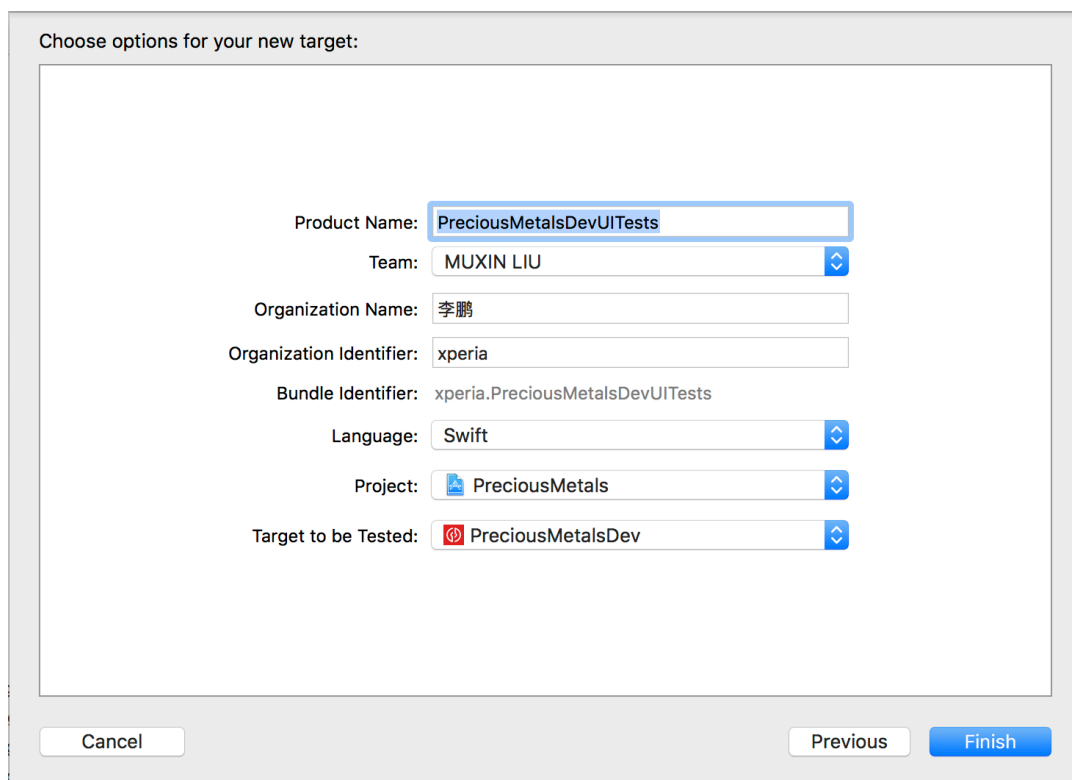 Choose options for your new target:
Product Name: PreciousMetalsDevUITests
Team: MUXIN LIU
Organization Name: 李鹏
Organization Identifier: xperia
Bundle Identifier: xperia.PreciousMetalsDevUITests
Language: Swift
Project: PreciousMetals
Target to be Tested: PreciousMetalsDev
Cancel Previous Finish